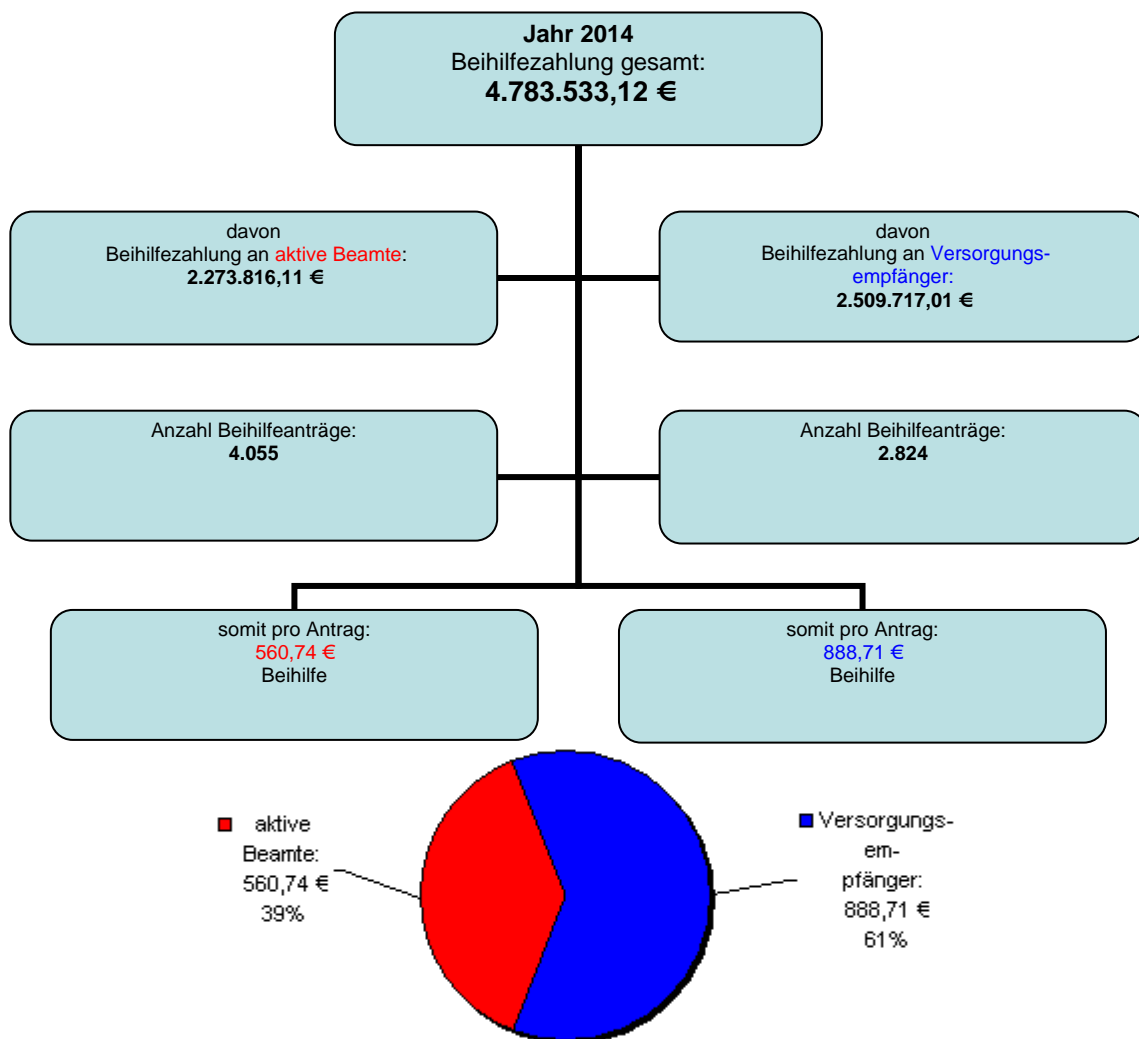 Jahr 2014
Beihilfezahlung gesamt:
4.783.533,12 €
davon
Beihilfezahlung an aktive Beamte:
2.273.816,11 €
davon
Beihilfezahlung an Versorgungs-
empfänger:
2.509.717,01 €
Anzahl Beihilfeanträge:
4.055
Anzahl Beihilfeanträge:
2.824
somit pro Antrag:
560,74 €
Beihilfe
somit pro Antrag:
888,71 €
Beihilfe
aktive
Beamte:
560,74 €
39%
Versorgungs-
em-
pfänger:
888,71 €
61%